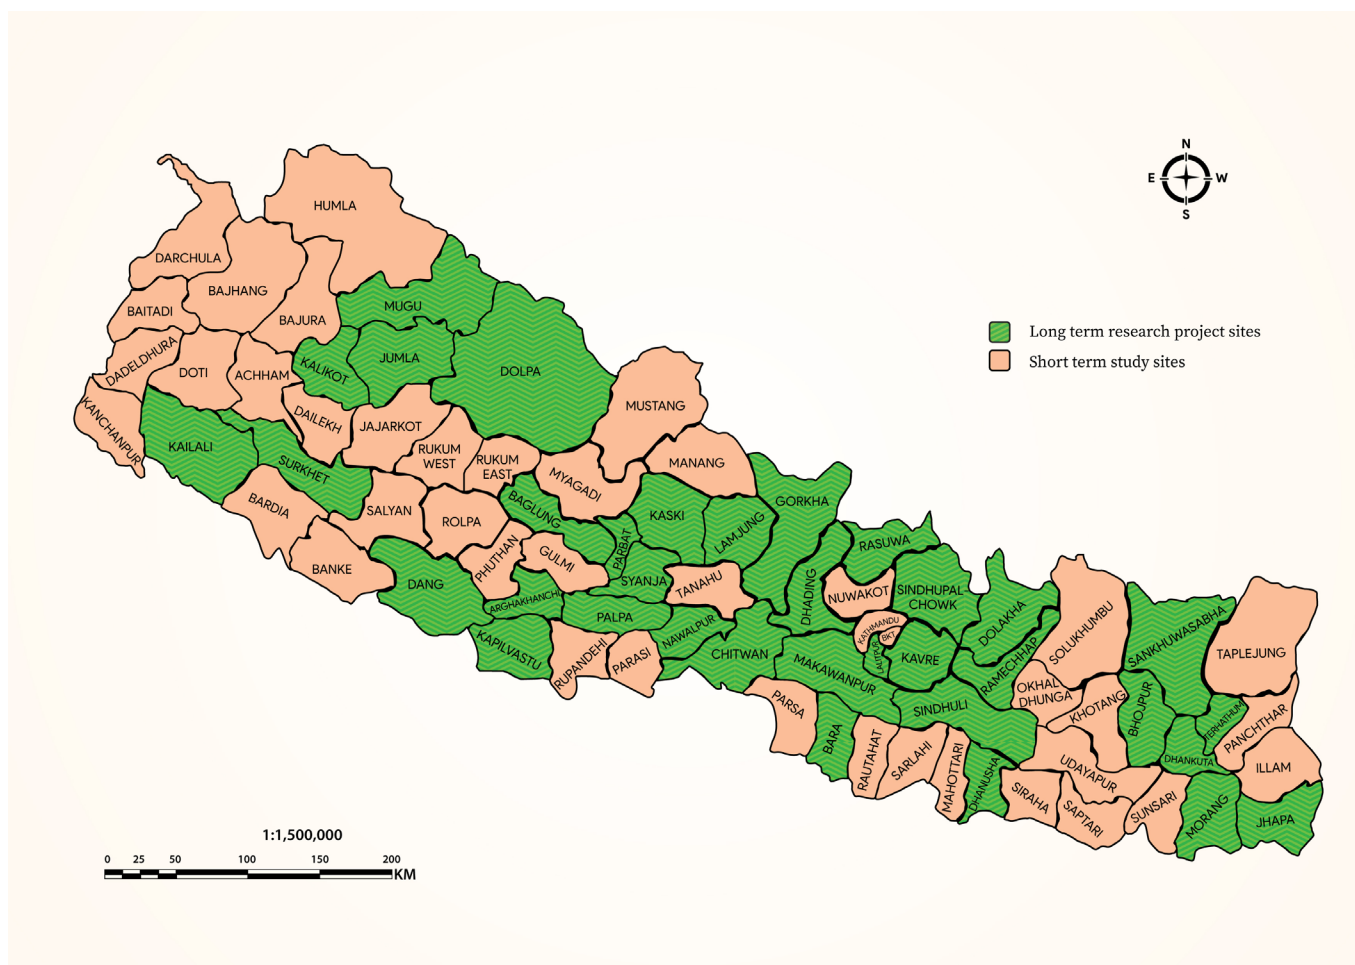 N
E
W
S
HUMLA
DARCHULA
BAJHANG
BAITADI
BAJURA
MUGU
DADELDHURA
DOTI
ACHHAM
KALIKOT
JUMLA
DOLPA
Long term research project sites
Short term study sites
KANCHANPUR
KAILALI
SURKHET
DAILEKH
JAJARKOT
RUKUM
WEST
RUKUM
EAST
MUSTANG
MANANG
MYAGADI
BARDIA
BANKE
SALYAN
ROLPA
BAGLUNG
KASKI
LAMJUNG
GORKHA
PHUTHAN
GULMI
PARBAT
SYANJA
TANAHU
DANG
ARGHAKHANCHI
PALPA
KAPILVASTU
RUPANDEHI
PARASI
NAWALPUR
CHITWAN
DHADING
RASUWA
NUWAKOT
SINDHUPAL
CHOWK
KATHMANDU
BKT
LALITPUR
KAVRE
DOLAKHA
RAMECHHAP
MAKAWANPUR
SINDHULI
PARSA
BARA
RAUTAHAT
SARLAHI
MAHOTTARI
DHANUSHA
SOLUKHUMBU
OKHAL
DHUNGA
KHOTANG
SANKHUWASABHA
TAPLEJUNG
BHOJPUR
TERHATHUM
PANCHTHAR
DHANKUTA
ILLAM
UDAYAPUR
SIRAHA
SAPTARI
SUNSARI
MORANG
JHAPA
1:1,500,000
0 25 50 100 150 200
KM